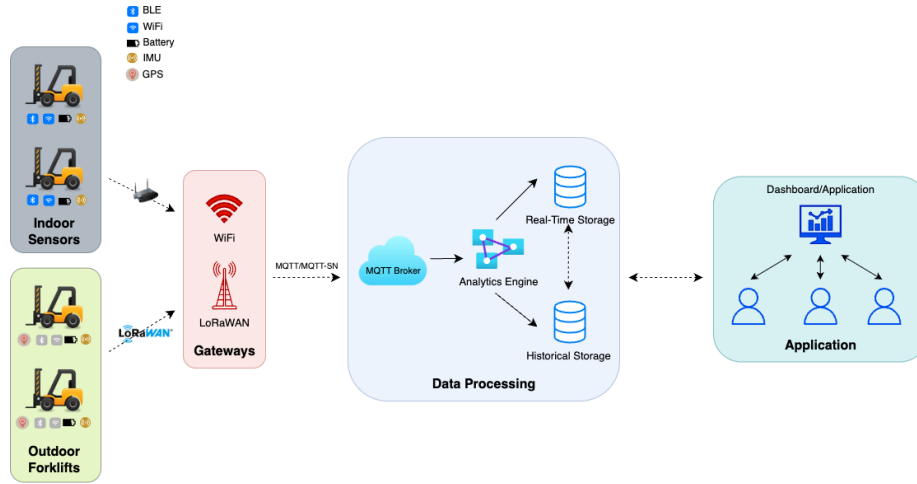 BLE
WiFi
Battery
IMU
GPS
Indoor
Sensors
Outdoor
Forklifts
LoRaWAN
WiFi
LoRaWAN
Gateways
MQTT/MQTT-SN
MQTT Broker
Analytics Engine
Real-Time Storage
Historical Storage
Data Processing
Dashboard/Application
Application